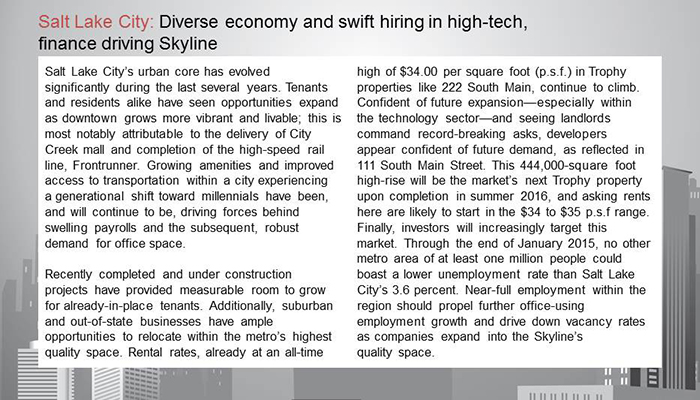 Salt Lake City: Diverse economy and swift hiring in high-tech,
finance driving Skyline
Salt Lake City's urban core has evolved
significantly during the last several years. Tenants
and residents alike have seen opportunities expand
as downtown grows more vibrant and livable; this is
most notably attributable to the delivery of City
Creek mall and completion of the high-speed rail
line, Frontrunner. Growing amenities and improved
access to transportation within a city experiencing
a generational shift toward millennials have been,
and will continue to be, driving forces behind
swelling payrolls and the subsequent, robust
demand for office space.
Recently completed and under construction
projects have provided measurable room to grow
for already-in-place tenants. Additionally, suburban
and out-of-state businesses have ample
opportunities to relocate within the metro's highest
quality space. Rental rates, already at an all-time
high of $34.00 per square foot (p.s.f.) in Trophy
properties like 222 South Main, continue to climb.
Confident of future expansion—especially within
the technology sector—and seeing landlords
command record-breaking asks, developers
appear confident of future demand, as reflected in
111 South Main Street. This 444,000-square foot
high-rise will be the market's next Trophy property
upon completion in summer 2016, and asking rents
here are likely to start in the $34 to $35 p.s.f range.
Finally, investors will increasingly target this
market. Through the end of January 2015, no other
metro area of at least one million people could
boast a lower unemployment rate than Salt Lake
City's 3.6 percent. Near-full employment within the
region should propel further office-using
employment growth and drive down vacancy rates
as companies expand into the Skyline's
quality space.